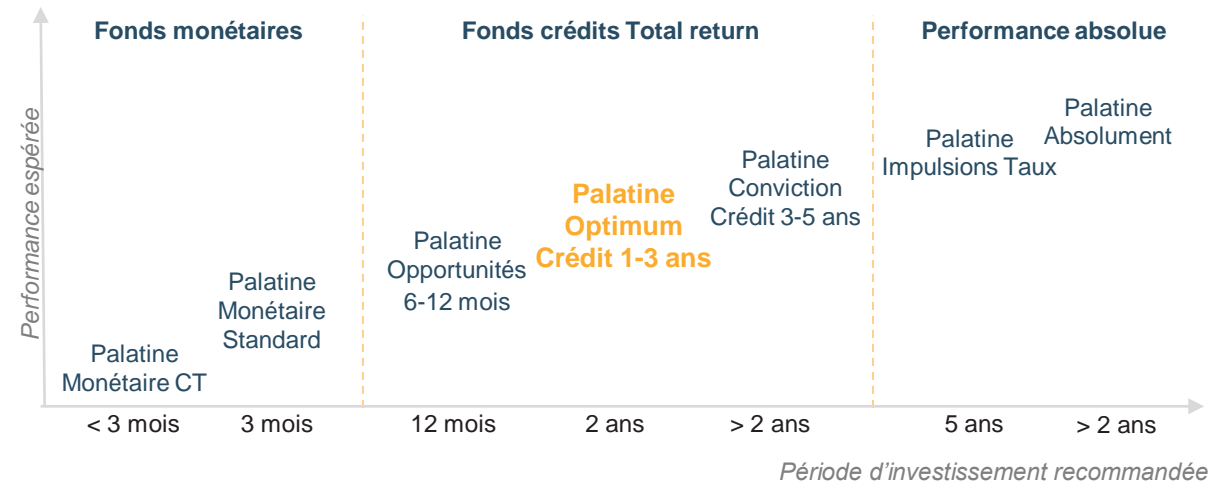 Fonds monétaires
Fonds crédits Total return
Performance absolue
Performance espérée
Palatine
Monétaire CT
Palatine
Monétaire
Standard
Palatine
Opportunités
6-12 mois
Palatine
Optimum
Crédit 1-3 ans
Palatine
Conviction
Crédit 3-5 ans
Palatine
Impulsions Taux
Palatine
Absolument
< 3 mois
3 mois
12 mois
2 ans
> 2 ans
5 ans
> 2 ans
Période d’investissement recommandée